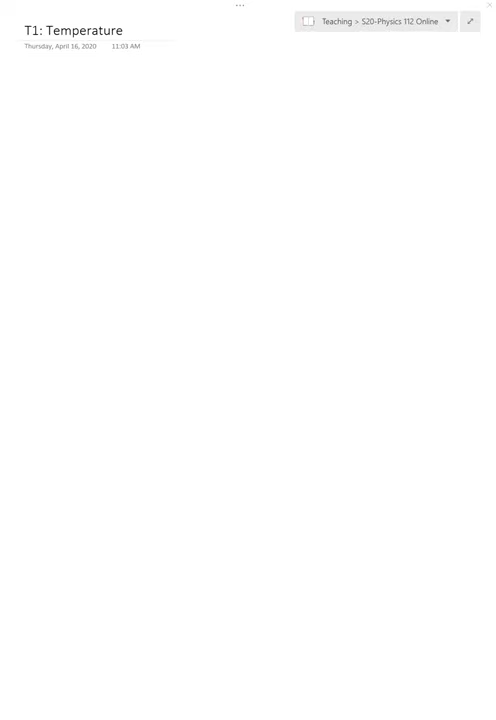 Teaching > S20-Physics 112 Online
T1: Temperature
Thursday, April 16, 2020 11:03 AM